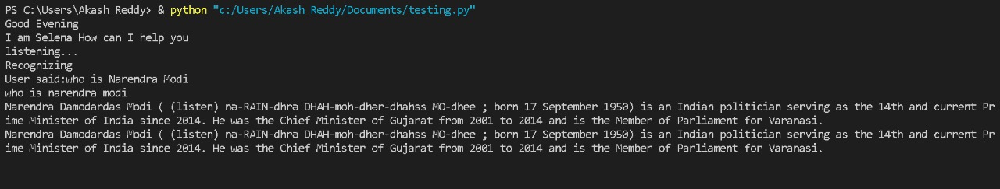 PS C:\Users\Akash Reddy> & python "c:/Users/Akash Reddy/Documents/testing.py"
Good Evening
I am Selena How can I help you
listening...
Recognizing
User said:who is Narendra Modi
who is narendra modi
Narendra Damodardas Modi ( (listen) nə-RAIN-dhrə DHAH-moh-dhər-dhahss MO-dhee ; born 17 September 1950) is an Indian politician serving as the 14th and current Pr
ime Minister of India since 2014. He was the Chief Minister of Gujarat from 2001 to 2014 and is the Member of Parliament for Varanasi.
Narendra Damodardas Modi ( (listen) nə-RAIN-dhrə DHAH-moh-dhər-dhahss MO-dhee ; born 17 September 1950) is an Indian politician serving as the 14th and current Pr
ime Minister of India since 2014. He was the Chief Minister of Gujarat from 2001 to 2014 and is the Member of Parliament for Varanasi.